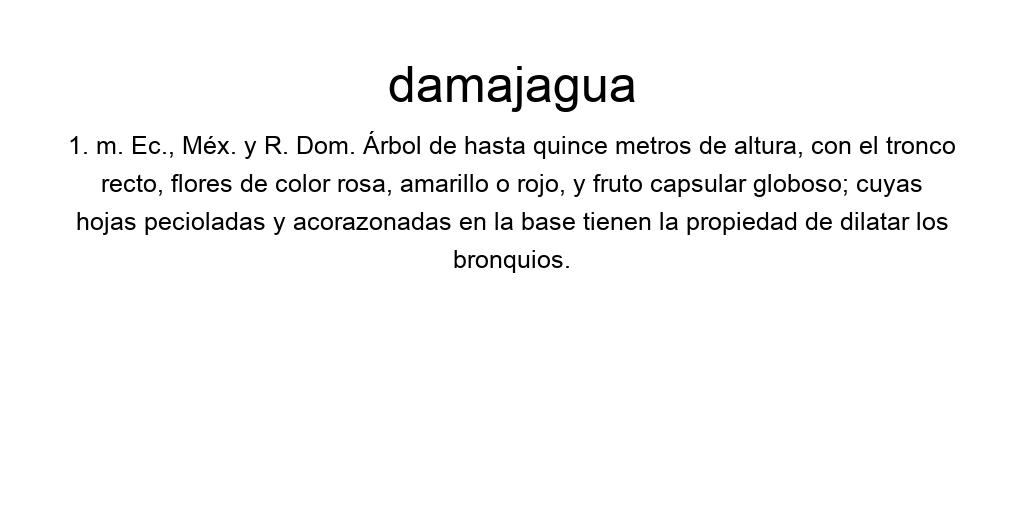 damajagua
1. m. Ec., Méx. y R. Dom. Árbol de hasta quince metros de altura, con el tronco
recto, flores de color rosa, amarillo o rojo, y fruto capsular globoso; cuyas
hojas pecioladas y acorazonadas en la base tienen la propiedad de dilatar los
bronquios.